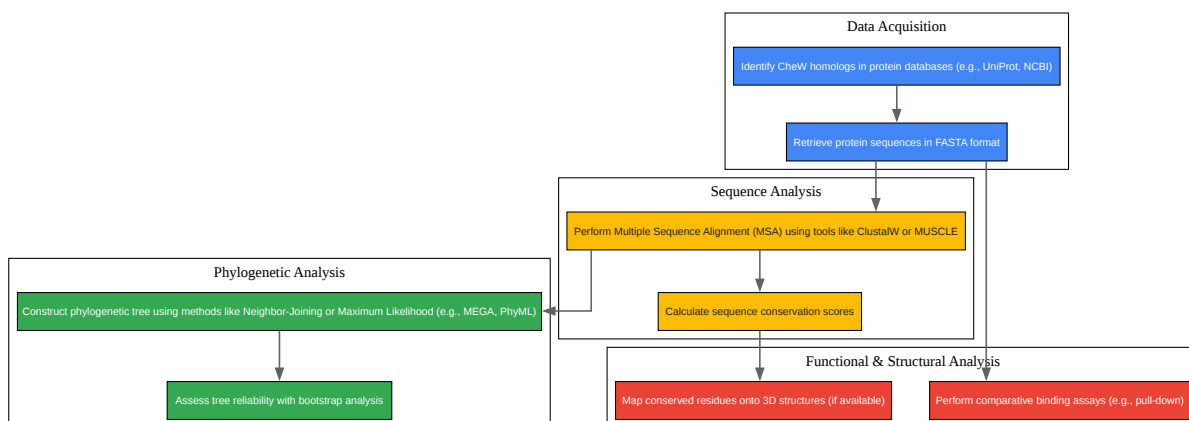 Data Acquisition
Identify CheW homologs in protein databases (e.g., UniProt, NCBI)
Retrieve protein sequences in FASTA format
Sequence Analysis
Perform Multiple Sequence Alignment (MSA) using tools like ClustalW or MUSCLE
Calculate sequence conservation scores
Phylogenetic Analysis
Construct phylogenetic tree using methods like Neighbor-Joining or Maximum Likelihood (e.g., MEGA, PhyML)
Assess tree reliability with bootstrap analysis
Functional & Structural Analysis
Map conserved residues onto 3D structures (if available)
Perform comparative binding assays (e.g., pull-down)